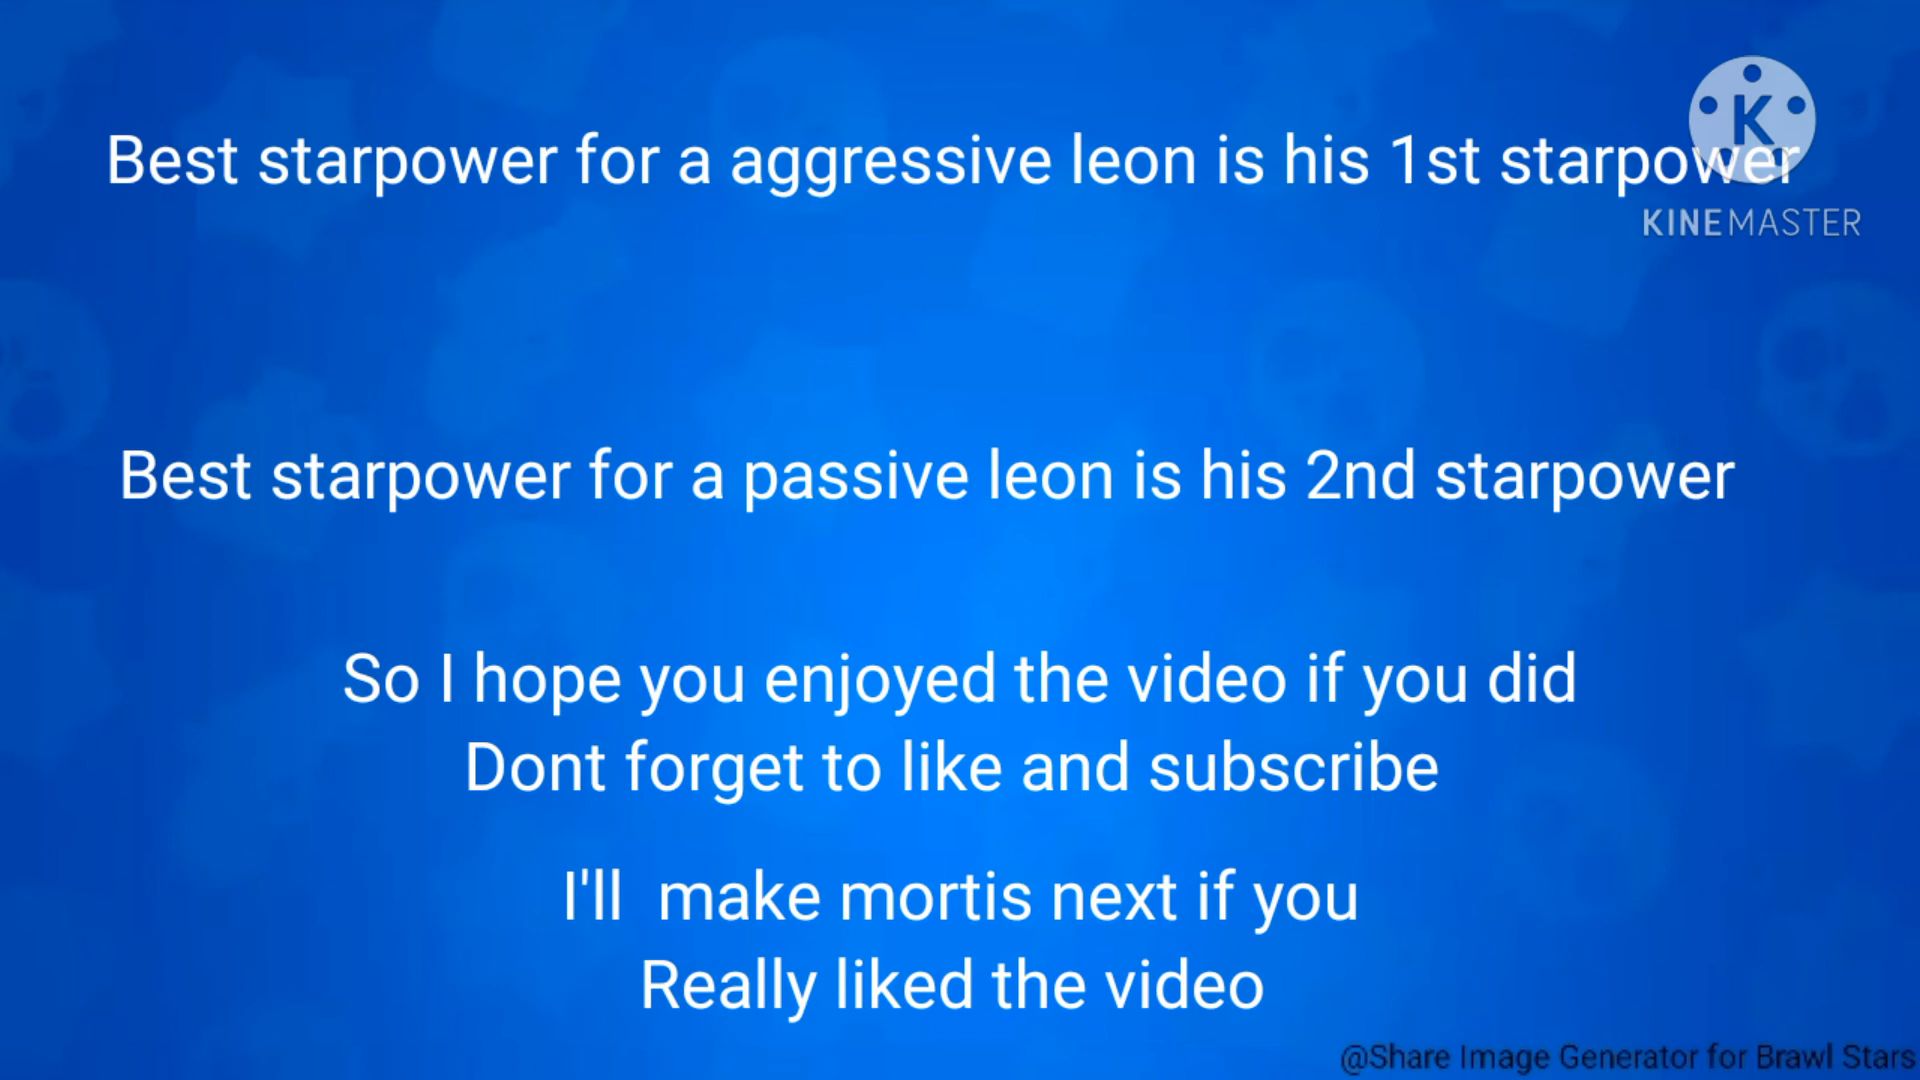 Best starpower for a aggressive leon is his 1st starpower
K
KINEMASTER
Best starpower for a passive leon is his 2nd starpower
So I hope you enjoyed the video if you did
Dont forget to like and subscribe
I'll  make mortis next if you
Really liked the video
@Share Image Generator for Brawl Stars